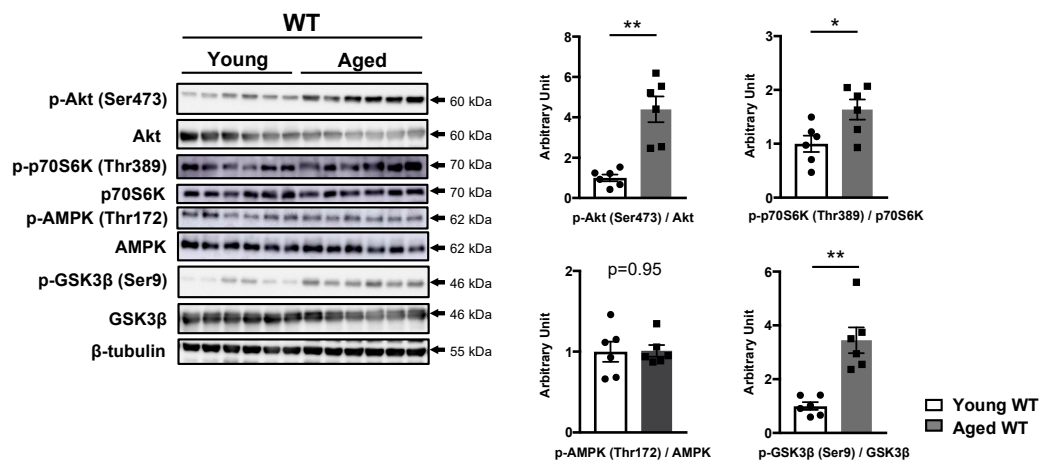 WT
Young Aged
p-Akt (Ser473) 60 kDa
Akt 60 kDa
p-p70S6K (Thr389) 70 kDa
p70S6K 70 kDa
p-AMPK (Thr172) 62 kDa
AMPK 62 kDa
p-GSK3β (Ser9) 46 kDa
GSK3β 46 kDa
β-tubulin 55 kDa
Arbitrary Unit
8
6
4
2
0
**
p-Akt (Ser473) / Akt
Arbitrary Unit
3
2
1
0
*
p-p70S6K (Thr389) / p70S6K
Arbitrary Unit
2
1
0
p=0.95
p-AMPK (Thr172) / AMPK
Arbitrary Unit
6
4
2
0
**
p-GSK3β (Ser9) / GSK3β
Young WT
Aged WT